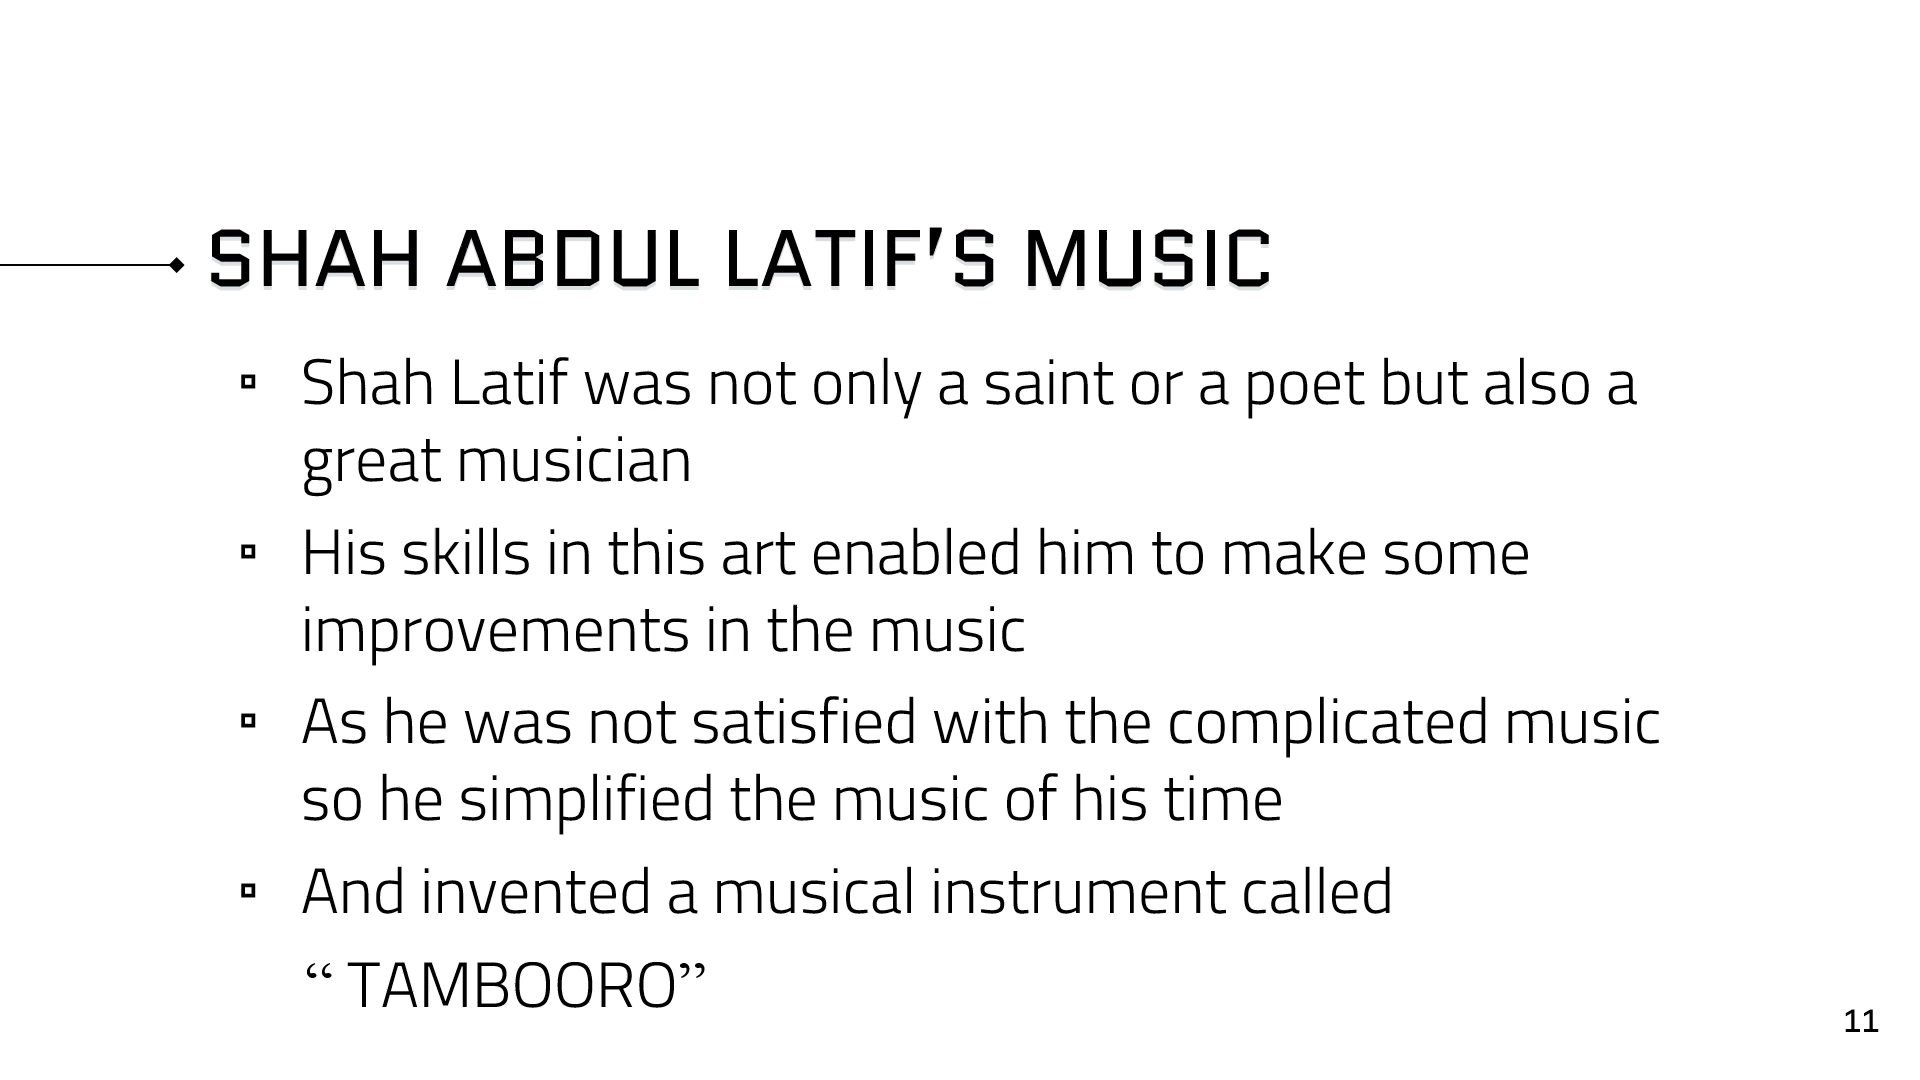 SHAH ABDUL LATIF’S MUSIC
▫ Shah Latif was not only a saint or a poet but also a
great musician
▫ His skills in this art enabled him to make some
improvements in the music
▫ As he was not satisfied with the complicated music
so he simplified the music of his time
▫ And invented a musical instrument called
“ TAMBOORO”
11